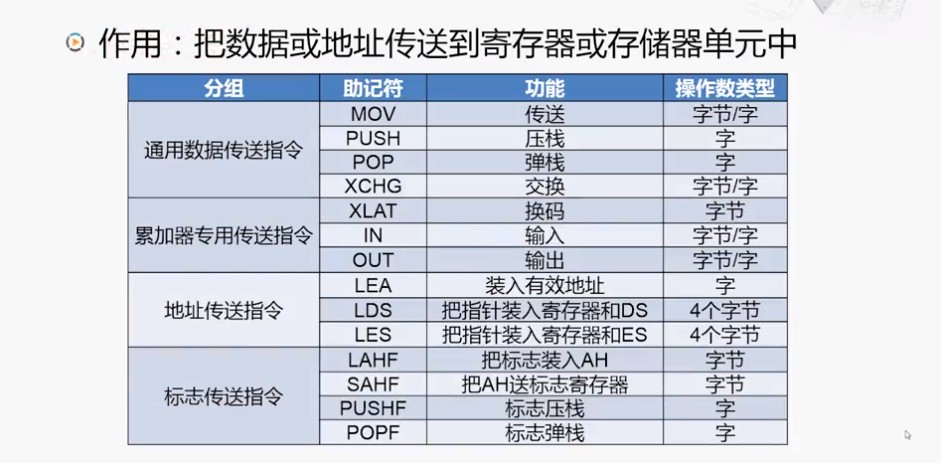 作用：把数据或地址传送到寄存器或存储器单元中
分组 助记符 功能 操作数类型
通用数据传送指令 MOV 传送 字节/字
PUSH 压栈 字
POP 弹栈 字
XCHG 交换 字节/字
累加器专用传送指令 XLAT 换码 字节
IN 输入 字节/字
OUT 输出 字节/字
地址传送指令 LEA 装入有效地址 字
LDS 把指针装入寄存器和DS 4个字节
LES 把指针装入寄存器和ES 4个字节
标志传送指令 LAHF 把标志装入AH 字节
SAHF 把AH送标志寄存器 字节
PUSHF 标志压栈 字
POPF 标志弹栈 字